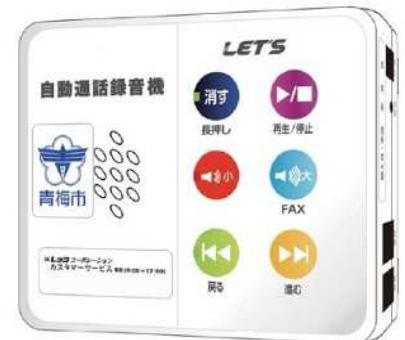 LET'S
自動通話録音機
消す
長押し
再生/停止
青梅市
小
大
FAX
戻る
進む
カスタマーサービス